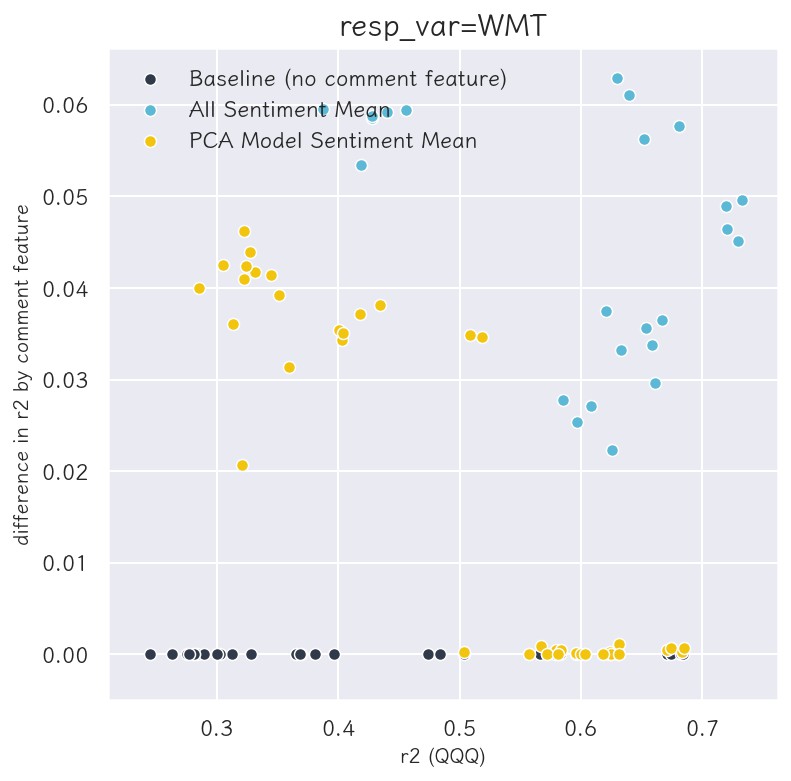 resp_var=WMT
Baseline (no comment feature)
All Sentiment Mean
PCA Model Sentiment Mean
difference in r2 by comment feature
0.06
0.05
0.04
0.03
0.02
0.01
0.00
0.3 0.4 0.5 0.6 0.7
r2 (QQQ)